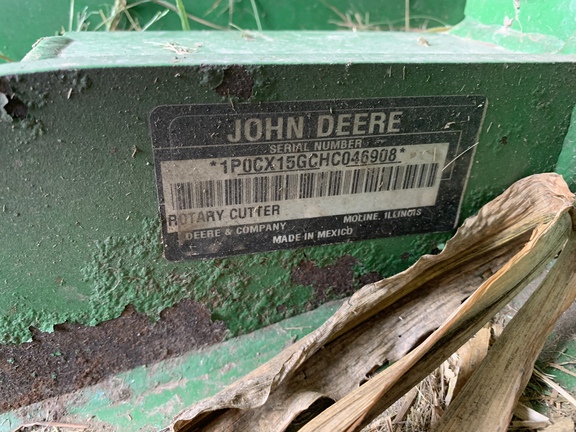 JOHN DEERE
SERIAL NUMBER
*1P0CX15GCHC046908*
ROTARY CUTTER
MOLINE, ILLINOIS
DEERE & COMPANY
MADE IN MEXICO